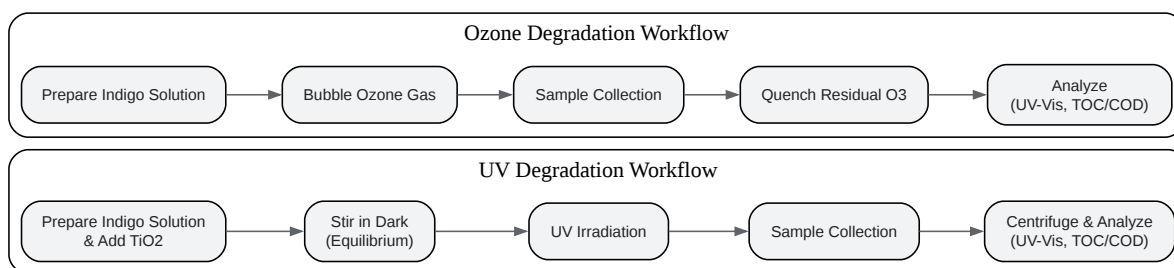 Ozone Degradation Workflow
Prepare Indigo Solution
Bubble Ozone Gas
Sample Collection
Quench Residual O3
Analyze
(UV-Vis, TOC/COD)
UV Degradation Workflow
Prepare Indigo Solution
& Add TiO2
Stir in Dark
(Equilibrium)
UV Irradiation
Sample Collection
Centrifuge & Analyze
(UV-Vis, TOC/COD)